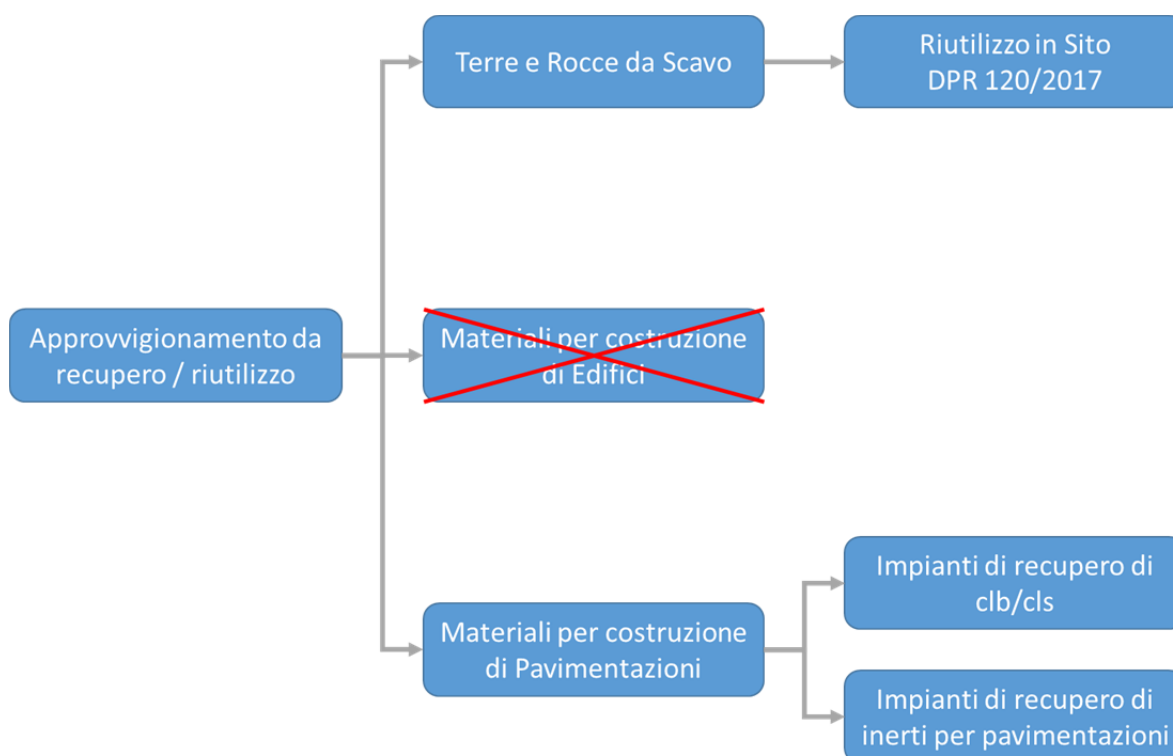 Terre e Rocce da Scavo
Riutilizzo in Sito
DPR 120/2017
Approvvigionamento da
recupero / riutilizzo
Materiali per costruzione
di Edifici
Materiali per costruzione
di Pavimentazioni
Impianti di recupero di
clb/cls
Impianti di recupero di
inerti per pavimentazioni